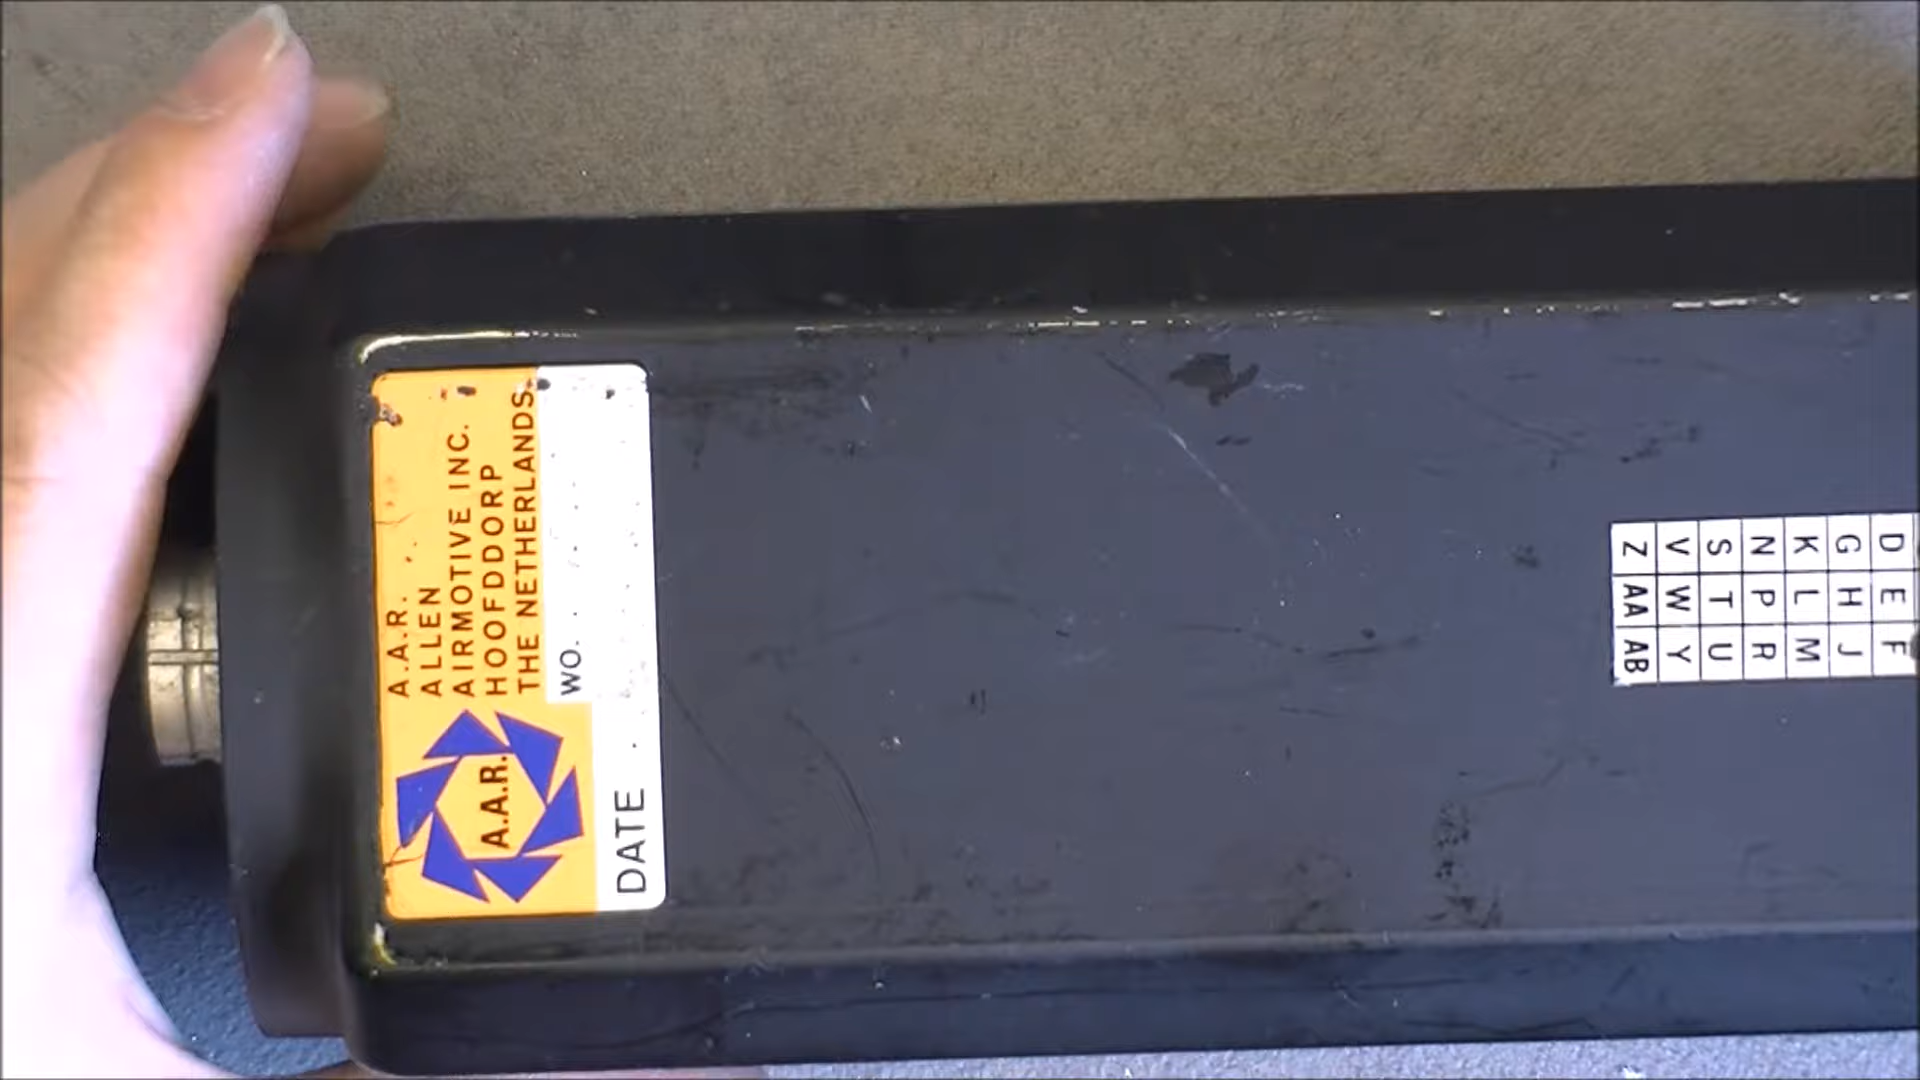 A.A.R.
ALLEN
AIRMOTIVE INC.
HOOFDDORP
THE NETHERLANDS.
A.A.R.
WO.
DATE
D E F
G H J
K L M
N P R
S T U
V W Y
Z AA AB